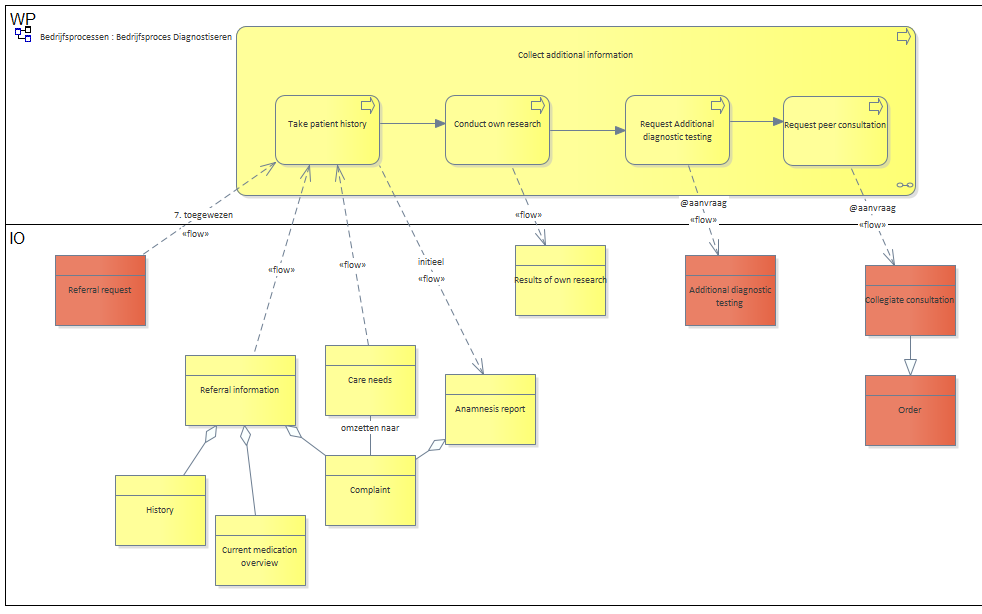 WP
Bedrijfsprocessen : Bedrijfsproces Diagnostiseren
Collect additional information
Take patient history
Conduct own research
Request Additional
diagnostic testing
Request peer consultation
7. toegewezen
«flow»
«flow»
@aanvraag
«flow»
@aanvraag
«flow»
IO
«flow»
«flow»
initieel
«flow»
Referral request
Results of own research
Additional diagnostic
testing
Collegiate consultation
Referral information
Care needs
Anamnesis report
Order
omzetten naar
History
Complaint
Current medication
overview